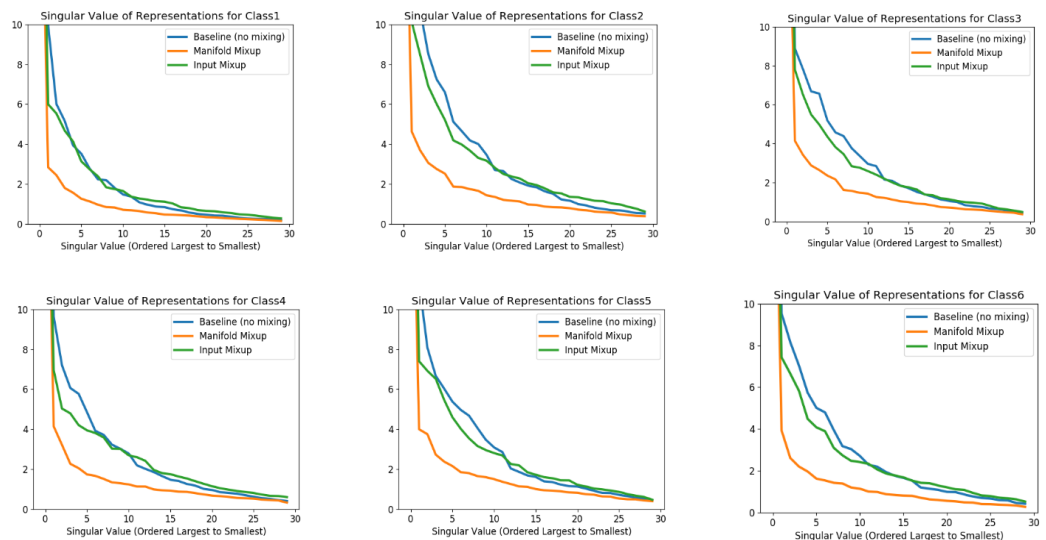 Singular Value of Representations for Class1
10
8
6
4
2
0
0 5 10 15 20 25 30
Singular Value (Ordered Largest to Smallest)
Baseline (no mixing)
Manifold Mixup
Input Mixup
Singular Value of Representations for Class2
10
8
6
4
2
0
0 5 10 15 20 25 30
Singular Value (Ordered Largest to Smallest)
Baseline (no mixing)
Manifold Mixup
Input Mixup
Singular Value of Representations for Class3
10
8
6
4
2
0
0 5 10 15 20 25 30
Singular Value (Ordered Largest to Smallest)
Baseline (no mixing)
Manifold Mixup
Input Mixup
Singular Value of Representations for Class4
10
8
6
4
2
0
0 5 10 15 20 25 30
Singular Value (Ordered Largest to Smallest)
Baseline (no mixing)
Manifold Mixup
Input Mixup
Singular Value of Representations for Class5
10
8
6
4
2
0
0 5 10 15 20 25 30
Singular Value (Ordered Largest to Smallest)
Baseline (no mixing)
Manifold Mixup
Input Mixup
Singular Value of Representations for Class6
10
8
6
4
2
0
0 5 10 15 20 25 30
Singular Value (Ordered Largest to Smallest)
Baseline (no mixing)
Manifold Mixup
Input Mixup